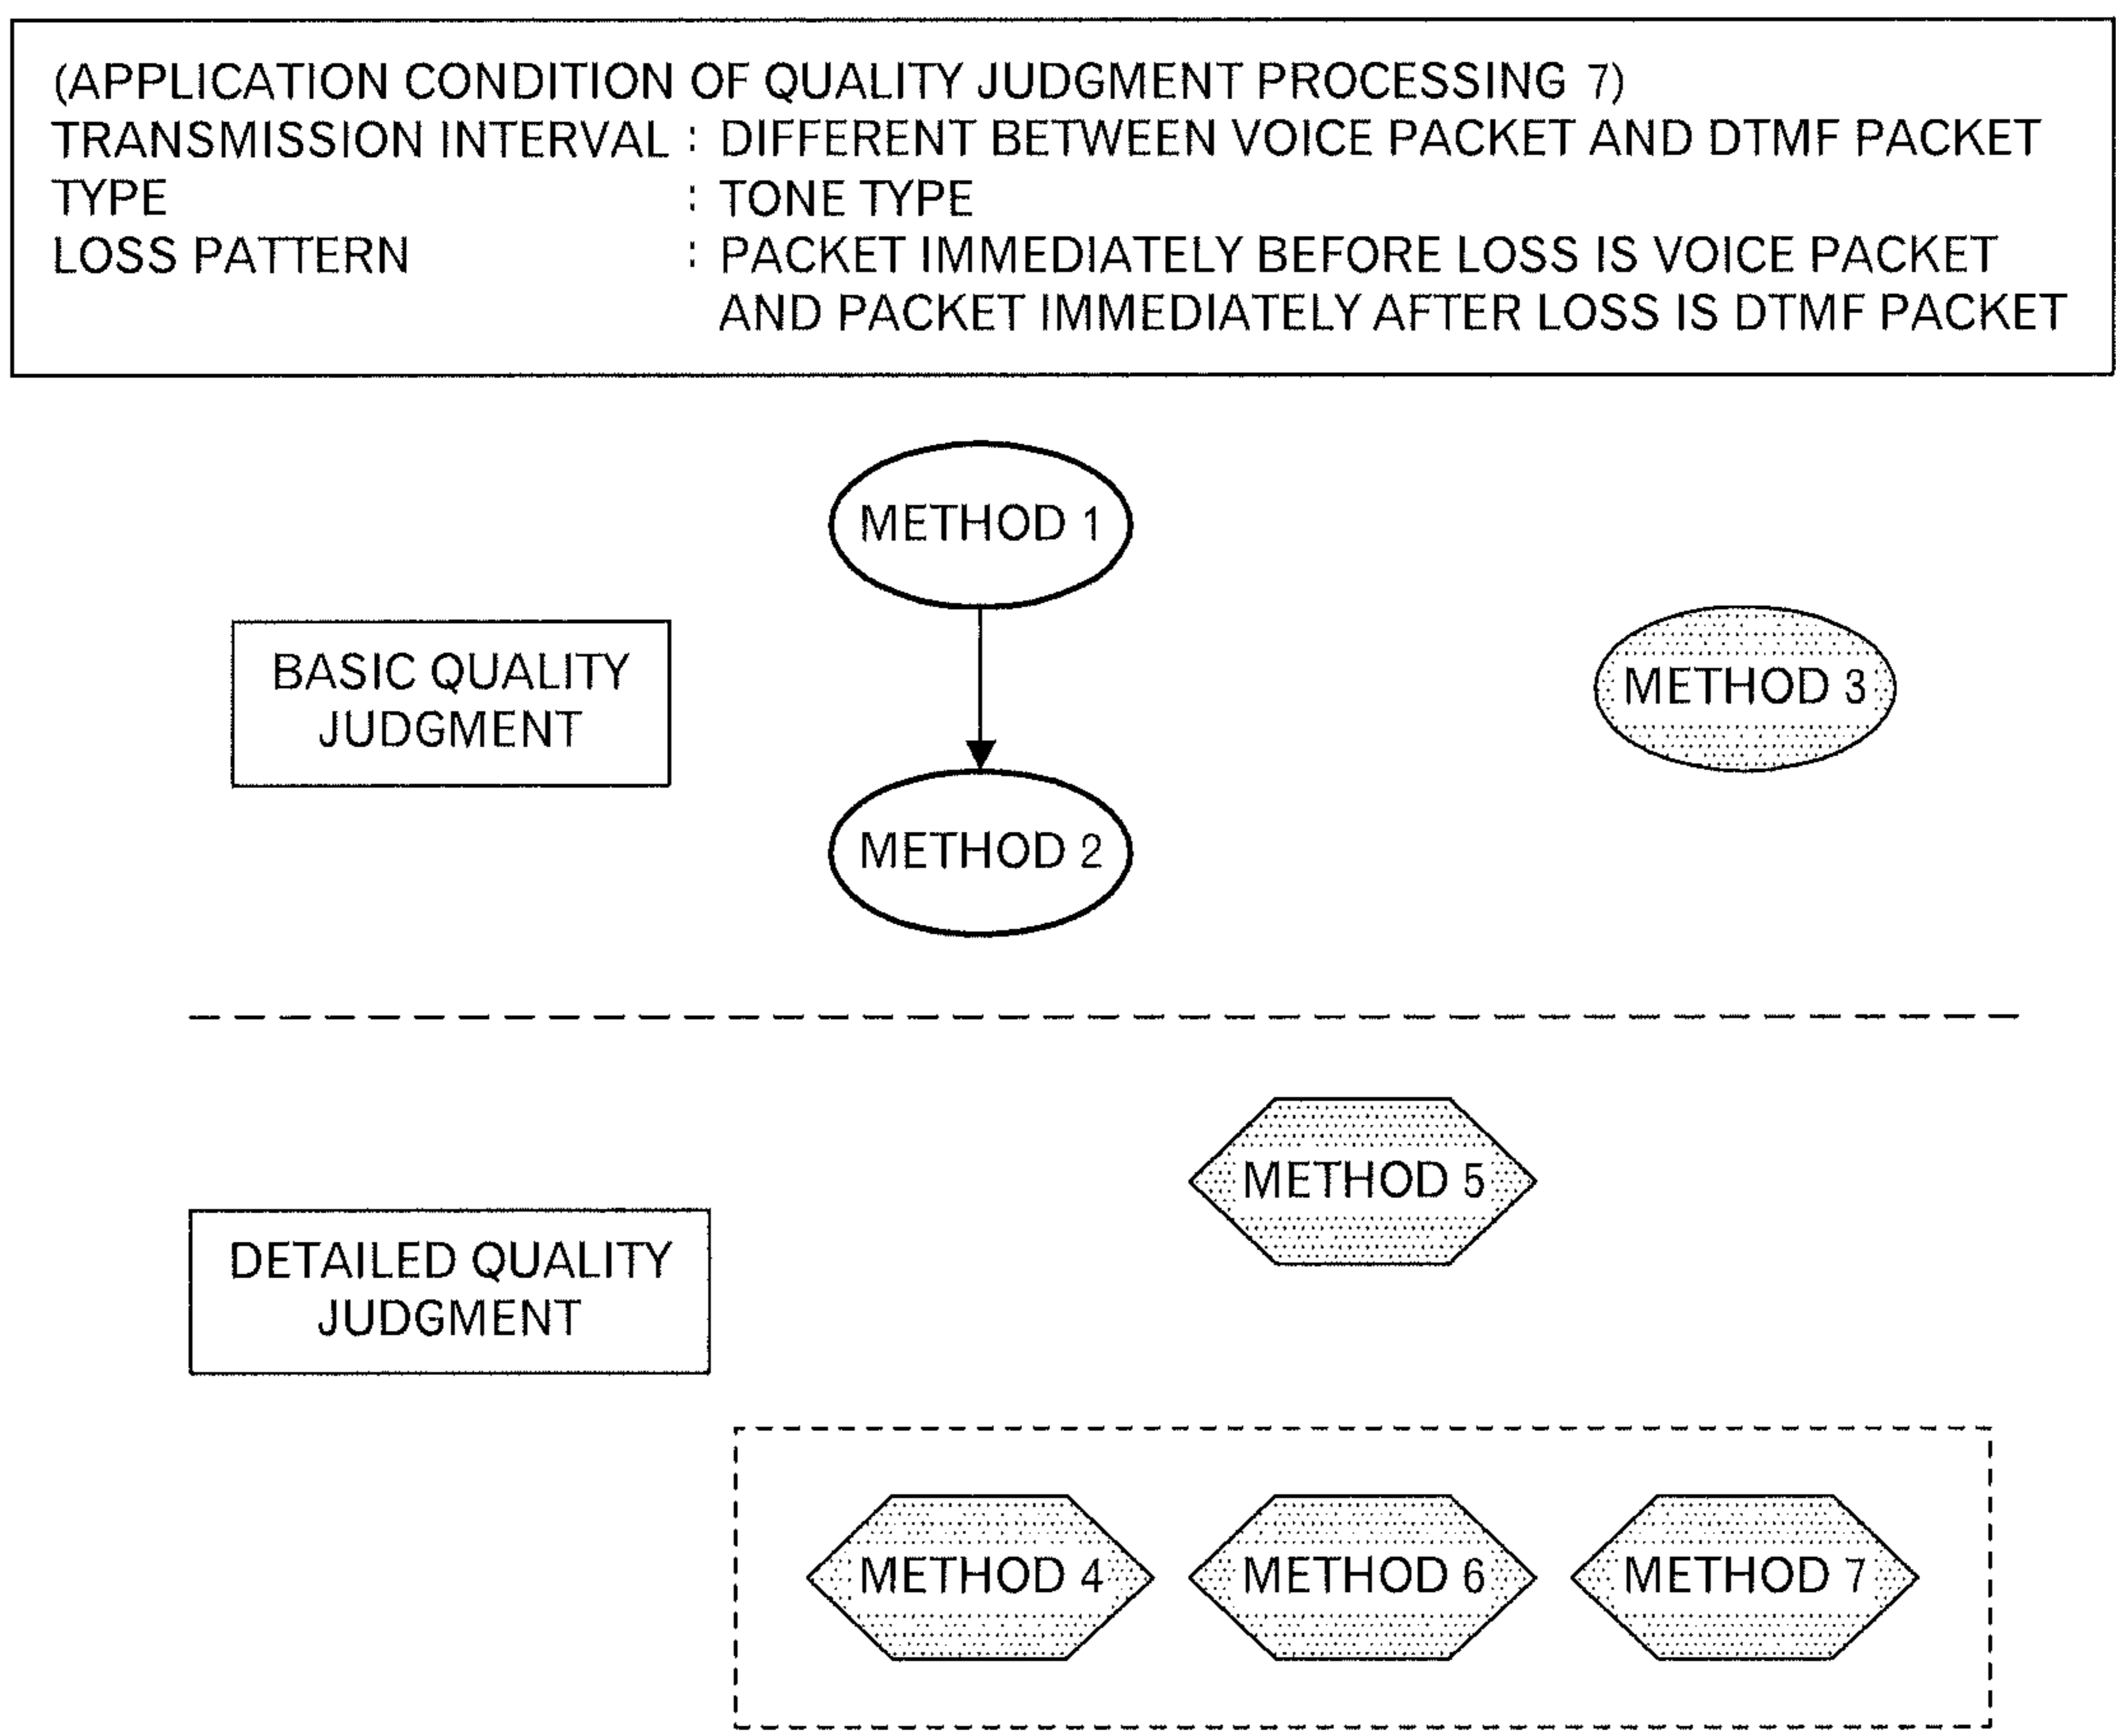 (APPLICATION CONDITION OF QUALITY JUDGMENT PROCESSING 7)
TRANSMISSION INTERVAL : DIFFERENT BETWEEN VOICE PACKET AND DTMF PACKET
TYPE : TONE TYPE
LOSS PATTERN : PACKET IMMEDIATELY BEFORE LOSS IS VOICE PACKET
AND PACKET IMMEDIATELY AFTER LOSS IS DTMF PACKET
METHOD 1
BASIC QUALITY
JUDGMENT
METHOD 3
METHOD 2
METHOD 5
DETAILED QUALITY
JUDGMENT
METHOD 4
METHOD 6
METHOD 7